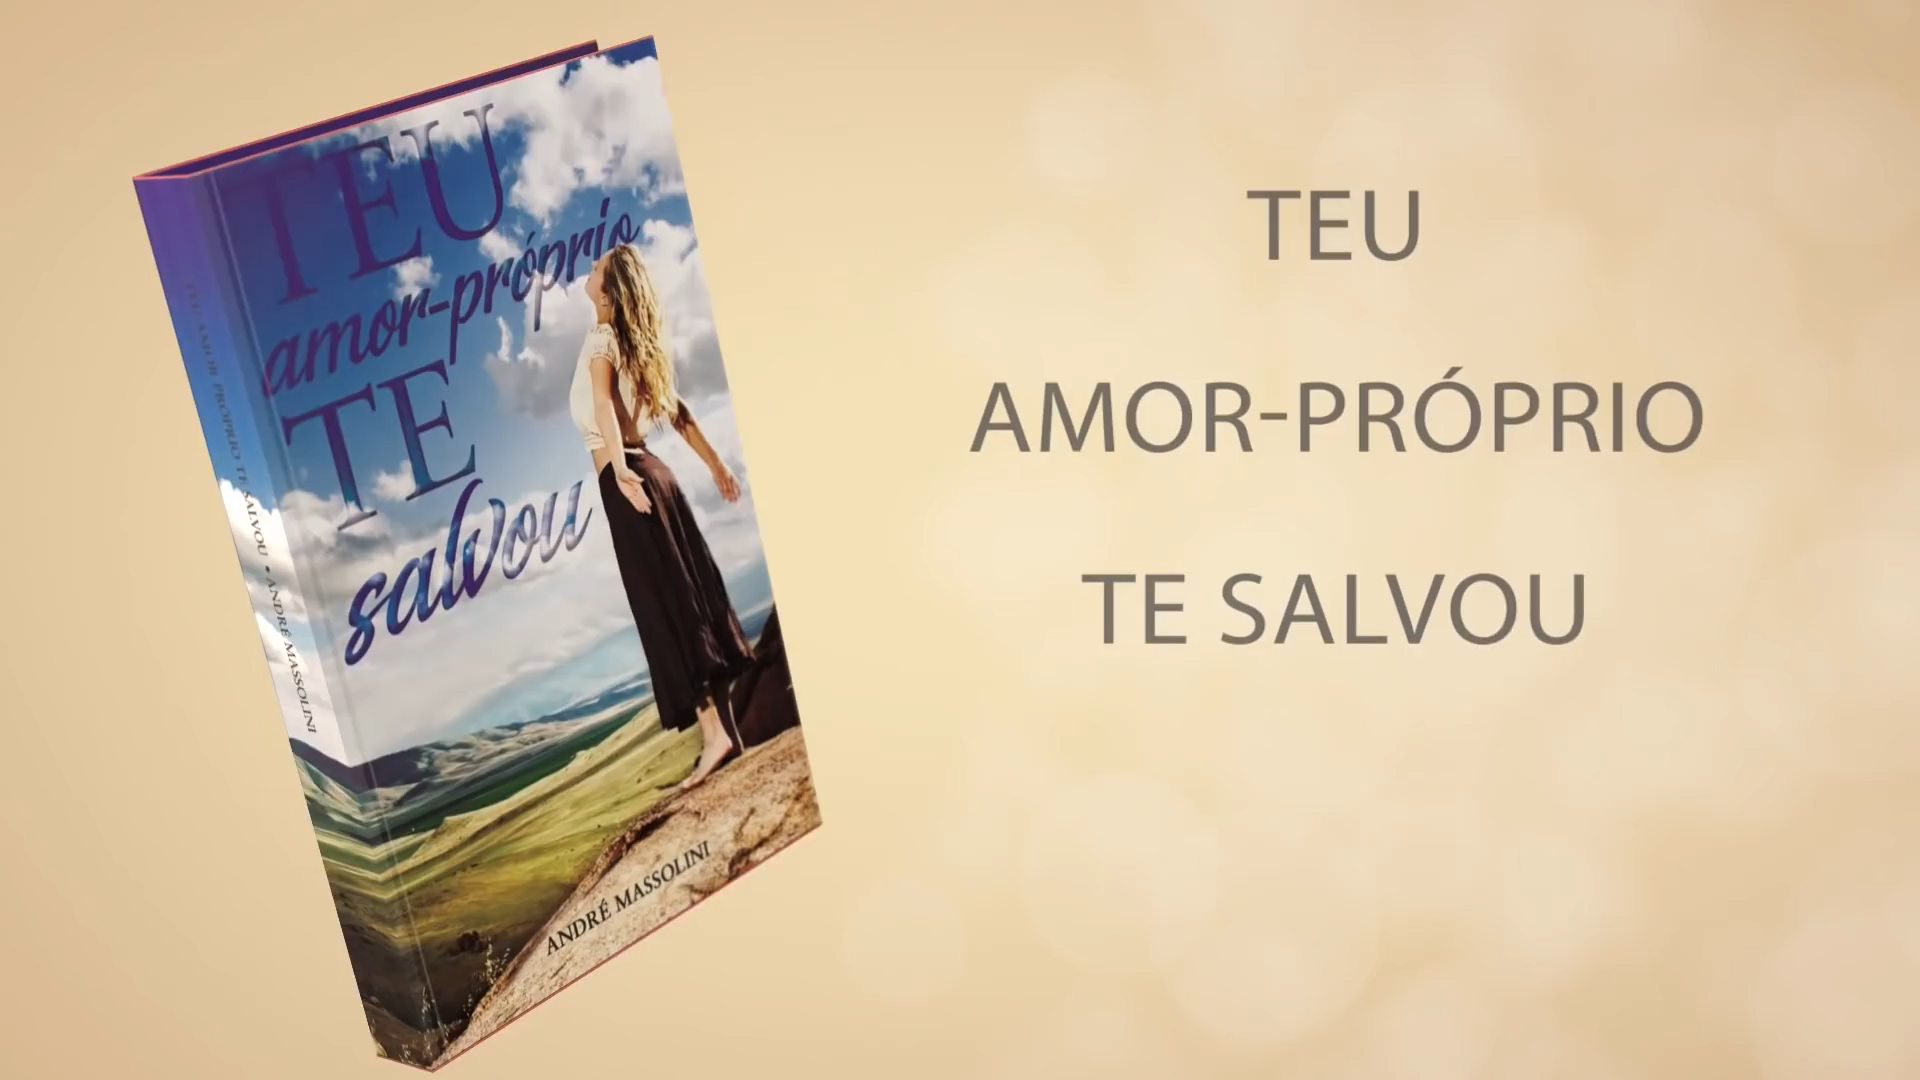 TEU
amor-próprio
TE
salvou
ANDRÉ MASSOLINI
TEU AMOR PRÓPRIO TE SALVOU • ANDRÉ MASSOLINI
TEU
AMOR-PRÓPRIO
TE SALVOU